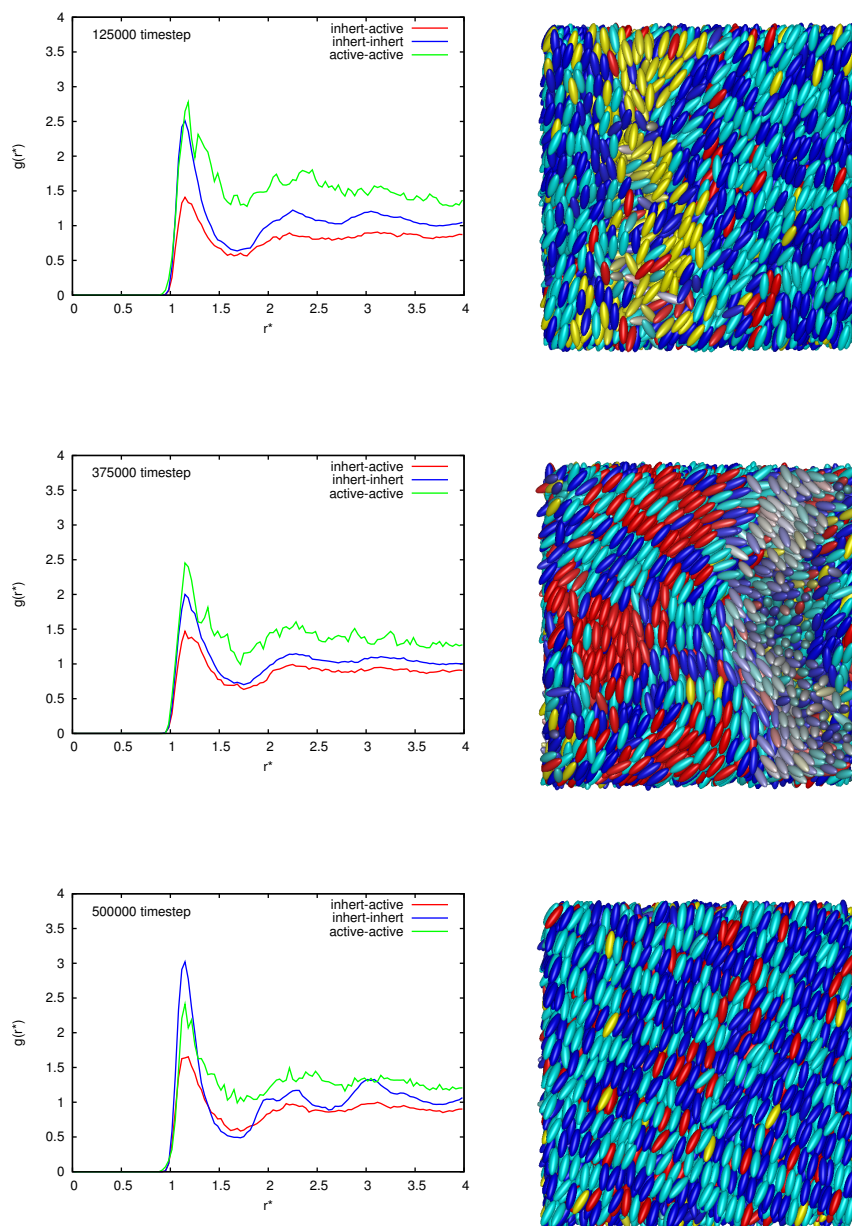 4
3.5
3
2.5
2
1.5
1
0.5
0
g(r*)
125000 timestep
inhert-active
inhert-inhert
active-active
0 0.5 1 1.5 2 2.5 3 3.5 4
r*
4
3.5
3
2.5
2
1.5
1
0.5
0
g(r*)
375000 timestep
inhert-active
inhert-inhert
active-active
0 0.5 1 1.5 2 2.5 3 3.5 4
r*
4
3.5
3
2.5
2
1.5
1
0.5
0
g(r*)
500000 timestep
inhert-active
inhert-inhert
active-active
0 0.5 1 1.5 2 2.5 3 3.5 4
r*